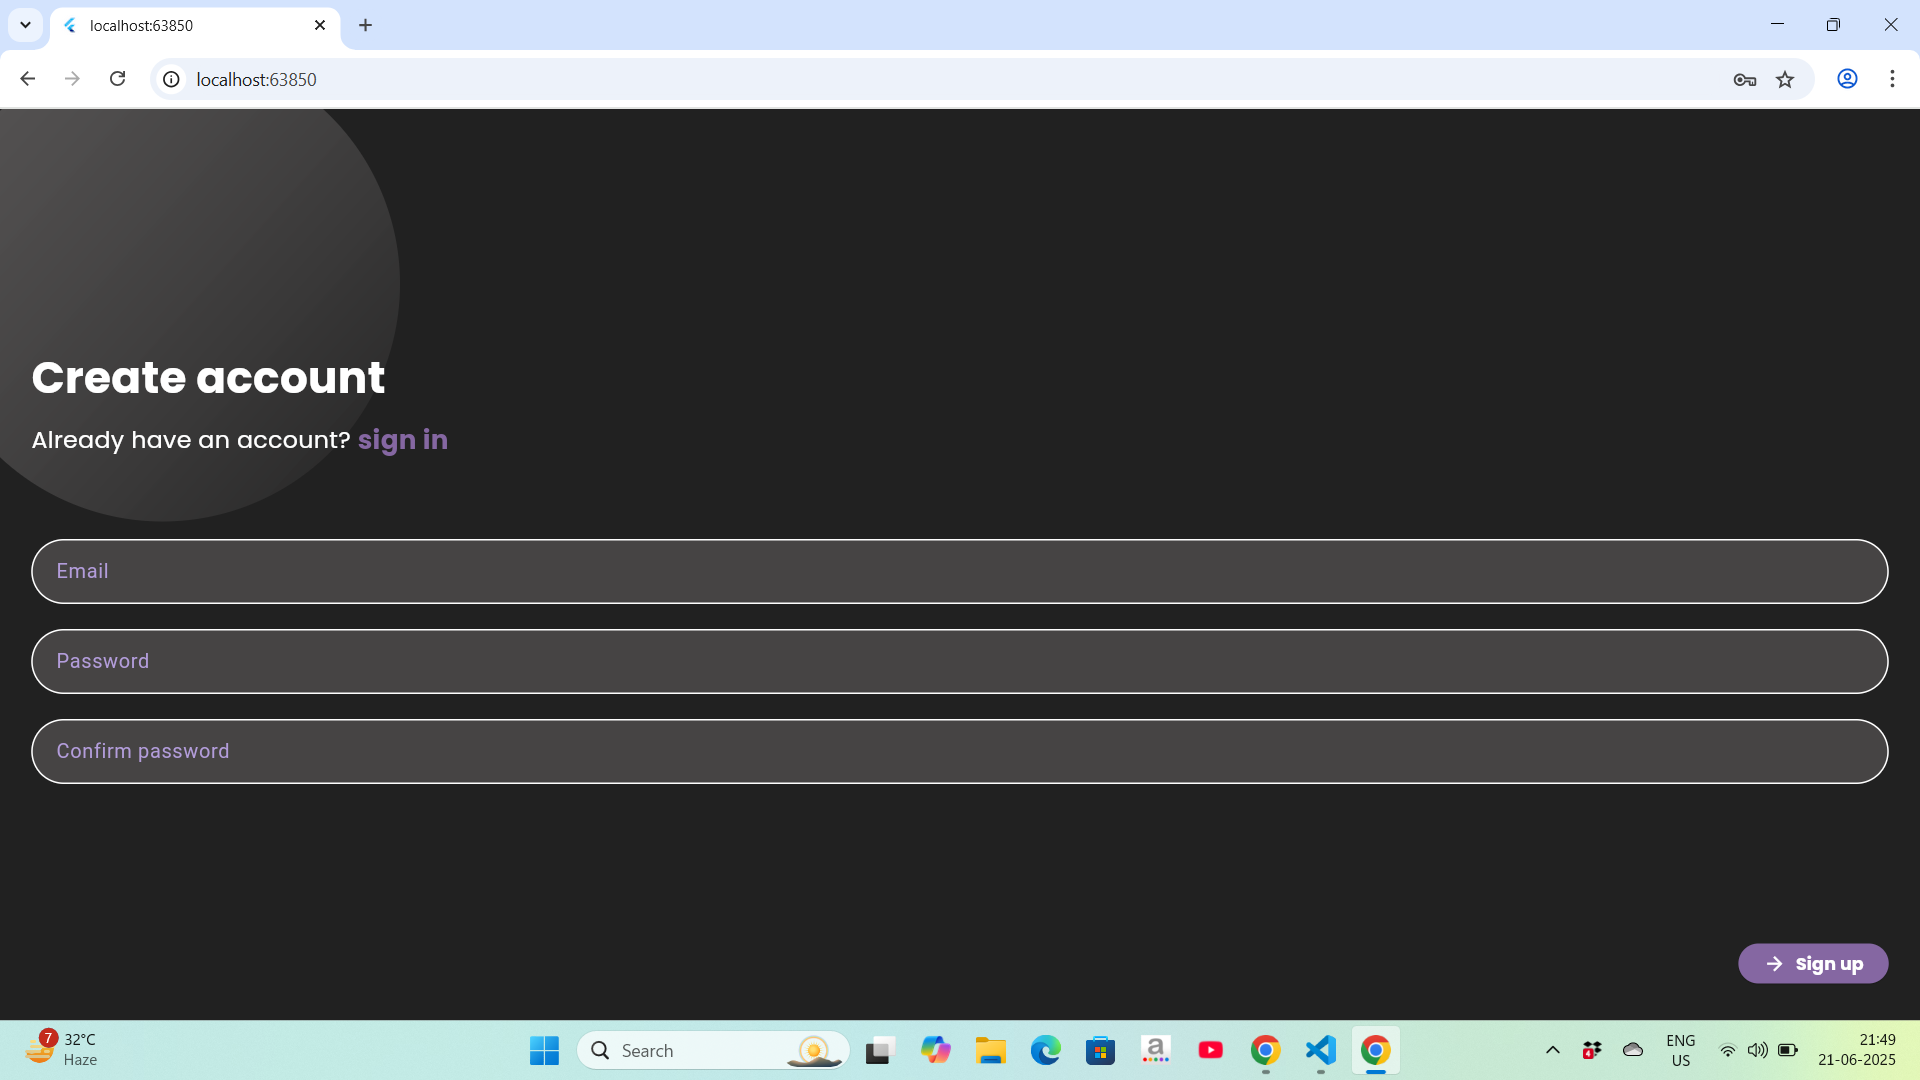 localhost:63850
localhost:63850
Create account
Already have an account? sign in
Email
Password
Confirm password
Sign up
7
32°C
Haze
Search
a
4
ENG
US
21:49
21-06-2025